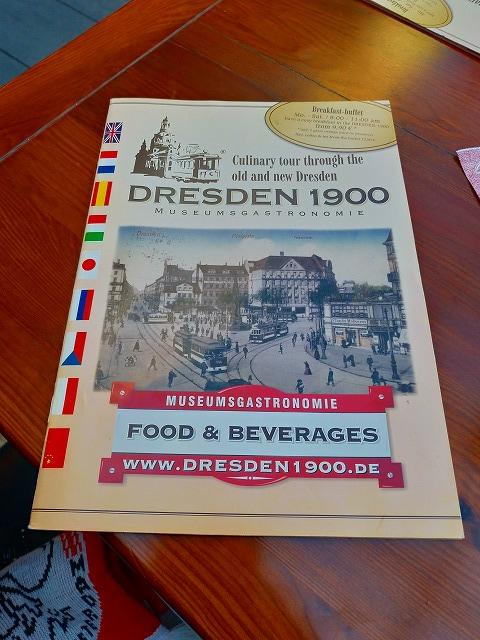 Breakfast-buffet
Mo. - Sat. / 8:00 - 11:00 am
from 9,90 € *
®
Culinary tour through the
old and new Dresden
DRESDEN 1900
MUSEUMSGASTRONOMIE
MUSEUMSGASTRONOMIE
FOOD & BEVERAGES
WWW.DRESDEN1900.DE